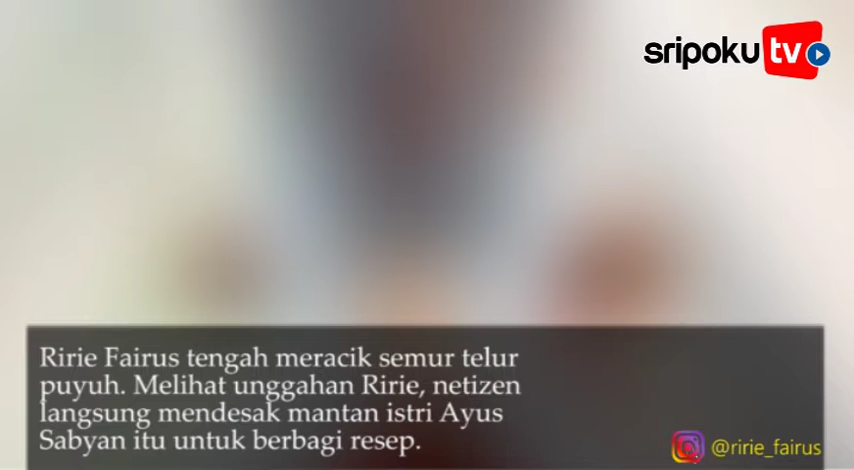 sripoku tv
Ririe Fairus tengah meracik semur telur
puyuh. Melihat unggahan Ririe, netizen
langsung mendesak mantan istri Ayus
Sabyan itu untuk berbagi resep.
@ririe_fairus